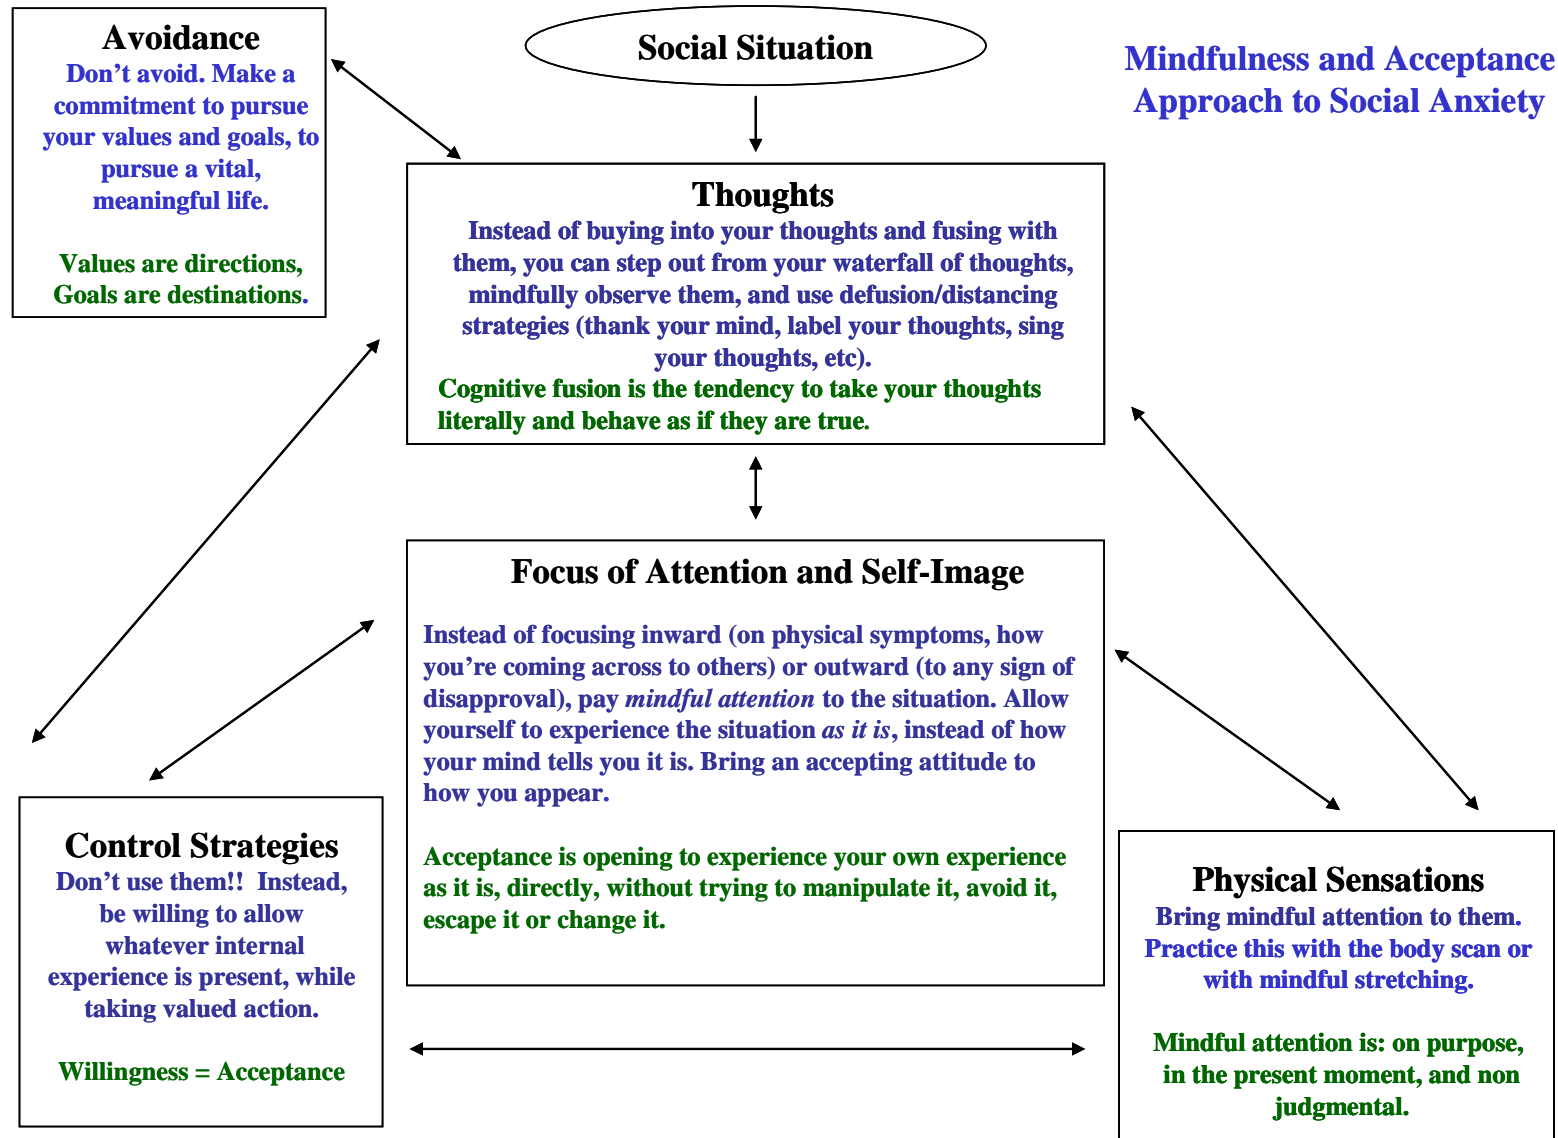 Avoidance
Don’t avoid. Make a
commitment to pursue
your values and goals, to
pursue a vital,
meaningful life.
Values are directions,
Goals are destinations.
Social Situation
Mindfulness and Acceptance
Approach to Social Anxiety
Thoughts
Instead of buying into your thoughts and fusing with
them, you can step out from your waterfall of thoughts,
mindfully observe them, and use defusion/distancing
strategies (thank your mind, label your thoughts, sing
your thoughts, etc).
Cognitive fusion is the tendency to take your thoughts
literally and behave as if they are true.
Focus of Attention and Self-Image
Instead of focusing inward (on physical symptoms, how
you’re coming across to others) or outward (to any sign of
disapproval), pay mindful attention to the situation. Allow
yourself to experience the situation as it is, instead of how
your mind tells you it is. Bring an accepting attitude to
how you appear.
Acceptance is opening to experience your own experience
as it is, directly, without trying to manipulate it, avoid it,
escape it or change it.
Control Strategies
Don’t use them!!  Instead,
be willing to allow
whatever internal
experience is present, while
taking valued action.
Willingness = Acceptance
Physical Sensations
Bring mindful attention to them.
Practice this with the body scan or
with mindful stretching.
Mindful attention is: on purpose,
in the present moment, and non
judgmental.